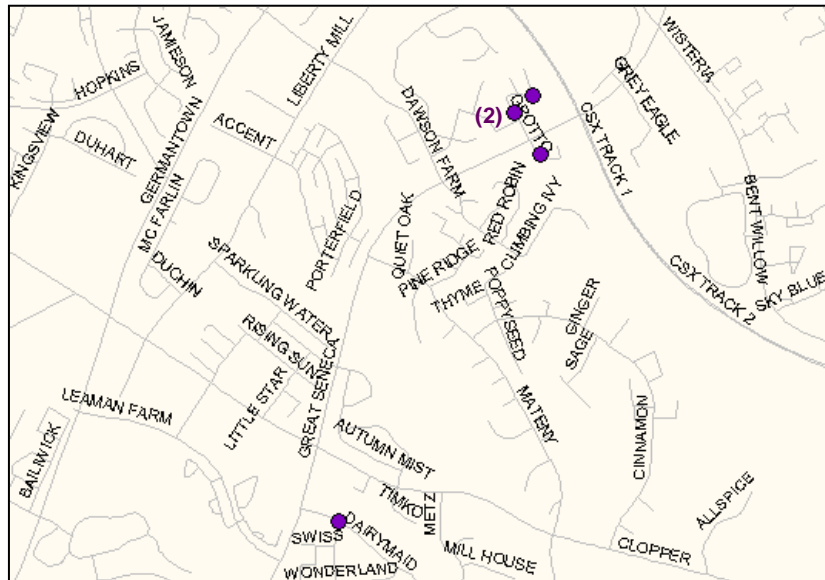 JAMIESON
HOPKINS
LIBERTY MILL
WISTERIA
KINGSVIEW
DUHART
GERMANTOWN
ACCENT
DAWSON FARM
(2)
GROTTO
CSX TRACK 1
GREY EAGLE
MC FARLIN
DUCHIN
PORTERFIELD
QUIET OAK
RED ROBIN
CLIMBING IVY
BENT WILLOW
SPARKLING WATER
PINE RIDGE
THYME
POPPYSEED
GINGER
SAGE
CSX TRACK 2
SKY BLUE
RISING SUN
LITTLE STAR
GREAT SENECA
LEAMAN FARM
BAILIWICK
AUTUMN MIST
MATENY
CINNAMON
TIMKO
METZ
ALLSPICE
SWISS
DAIRYMAID
WONDERLAND
MILL HOUSE
CLOPPER